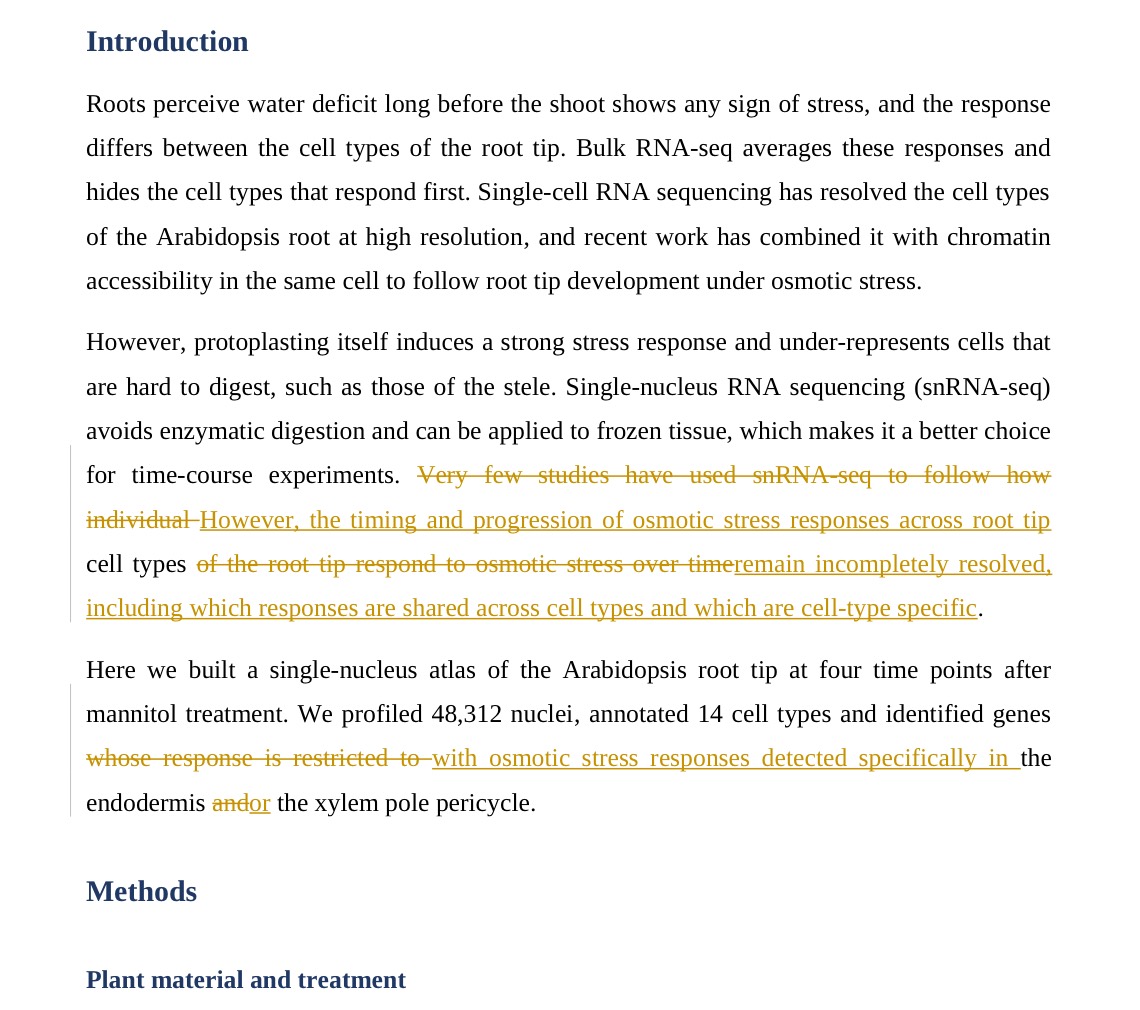 Introduction
Roots perceive water deficit long before the shoot shows any sign of stress, and the response
differs between the cell types of the root tip. Bulk RNA-seq averages these responses and
hides the cell types that respond first. Single-cell RNA sequencing has resolved the cell types
of the Arabidopsis root at high resolution, and recent work has combined it with chromatin
accessibility in the same cell to follow root tip development under osmotic stress.
However, protoplasting itself induces a strong stress response and under-represents cells that
are hard to digest, such as those of the stele. Single-nucleus RNA sequencing (snRNA-seq)
avoids enzymatic digestion and can be applied to frozen tissue, which makes it a better choice
for time-course experiments. Very few studies have used snRNA-seq to follow how
individual However, the timing and progression of osmotic stress responses across root tip
cell types of the root tip respond to osmotic stress over timeremain incompletely resolved,
including which responses are shared across cell types and which are cell-type specific.
Here we built a single-nucleus atlas of the Arabidopsis root tip at four time points after
mannitol treatment. We profiled 48,312 nuclei, annotated 14 cell types and identified genes
whose response is restricted to with osmotic stress responses detected specifically in the
endodermis andor the xylem pole pericycle.
Methods
Plant material and treatment